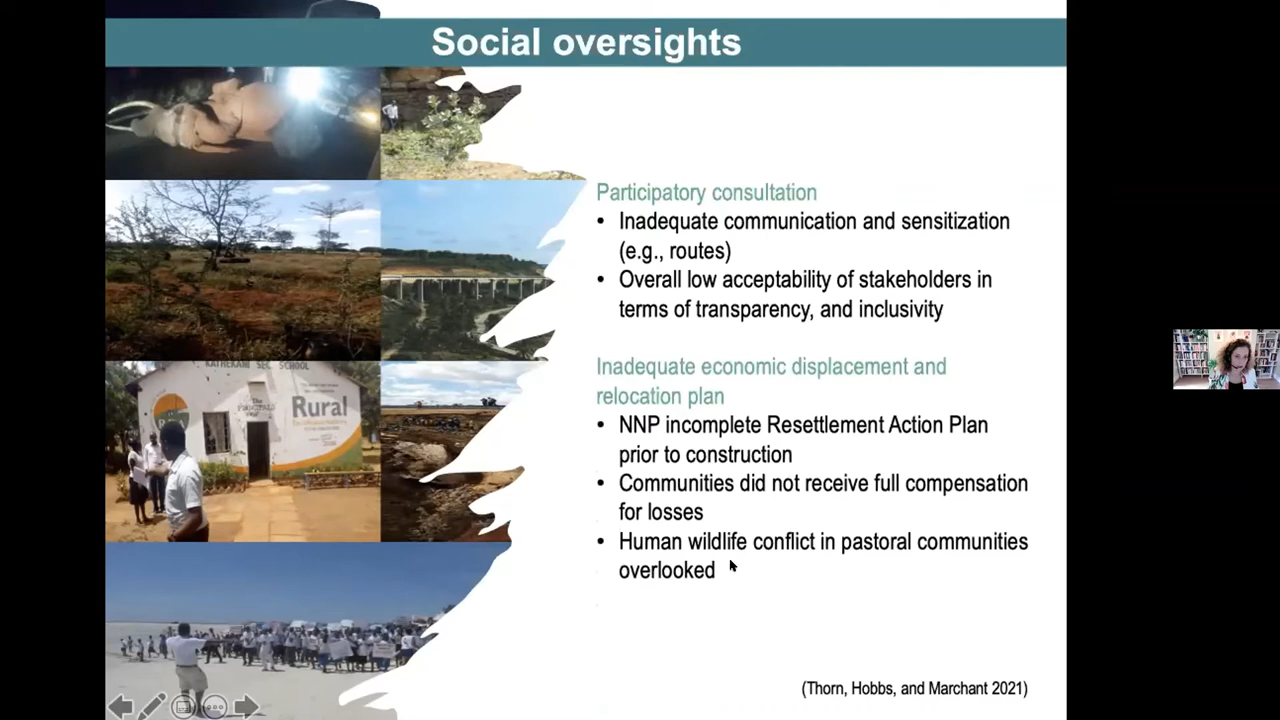 Social oversights
Participatory consultation
• Inadequate communication and sensitization
(e.g., routes)
• Overall low acceptability of stakeholders in
terms of transparency, and inclusivity
Inadequate economic displacement and
relocation plan
• NNP incomplete Resettlement Action Plan
prior to construction
• Communities did not receive full compensation
for losses
• Human wildlife conflict in pastoral communities
overlooked
(Thorn, Hobbs, and Marchant 2021)
KATHEKANI SEC. SCHOOL
Rural